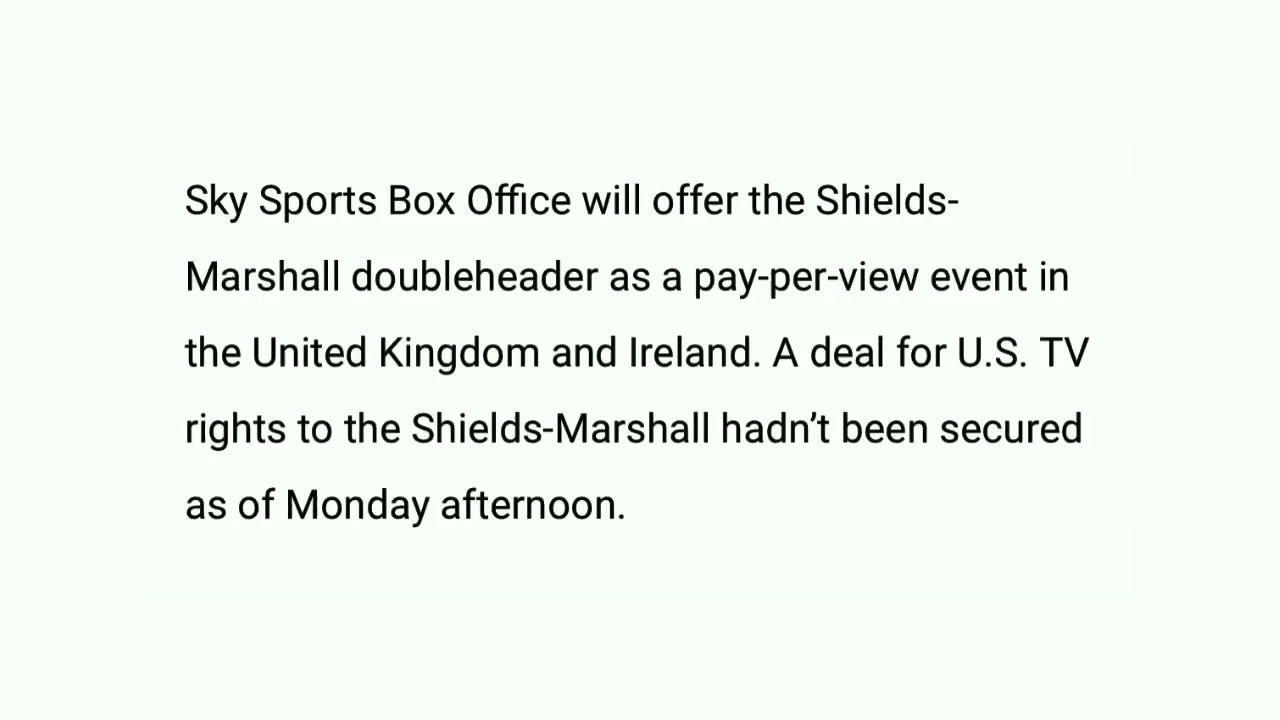 Sky Sports Box Office will offer the Shields-
Marshall doubleheader as a pay-per-view event in
the United Kingdom and Ireland. A deal for U.S. TV
rights to the Shields-Marshall hadn’t been secured
as of Monday afternoon.